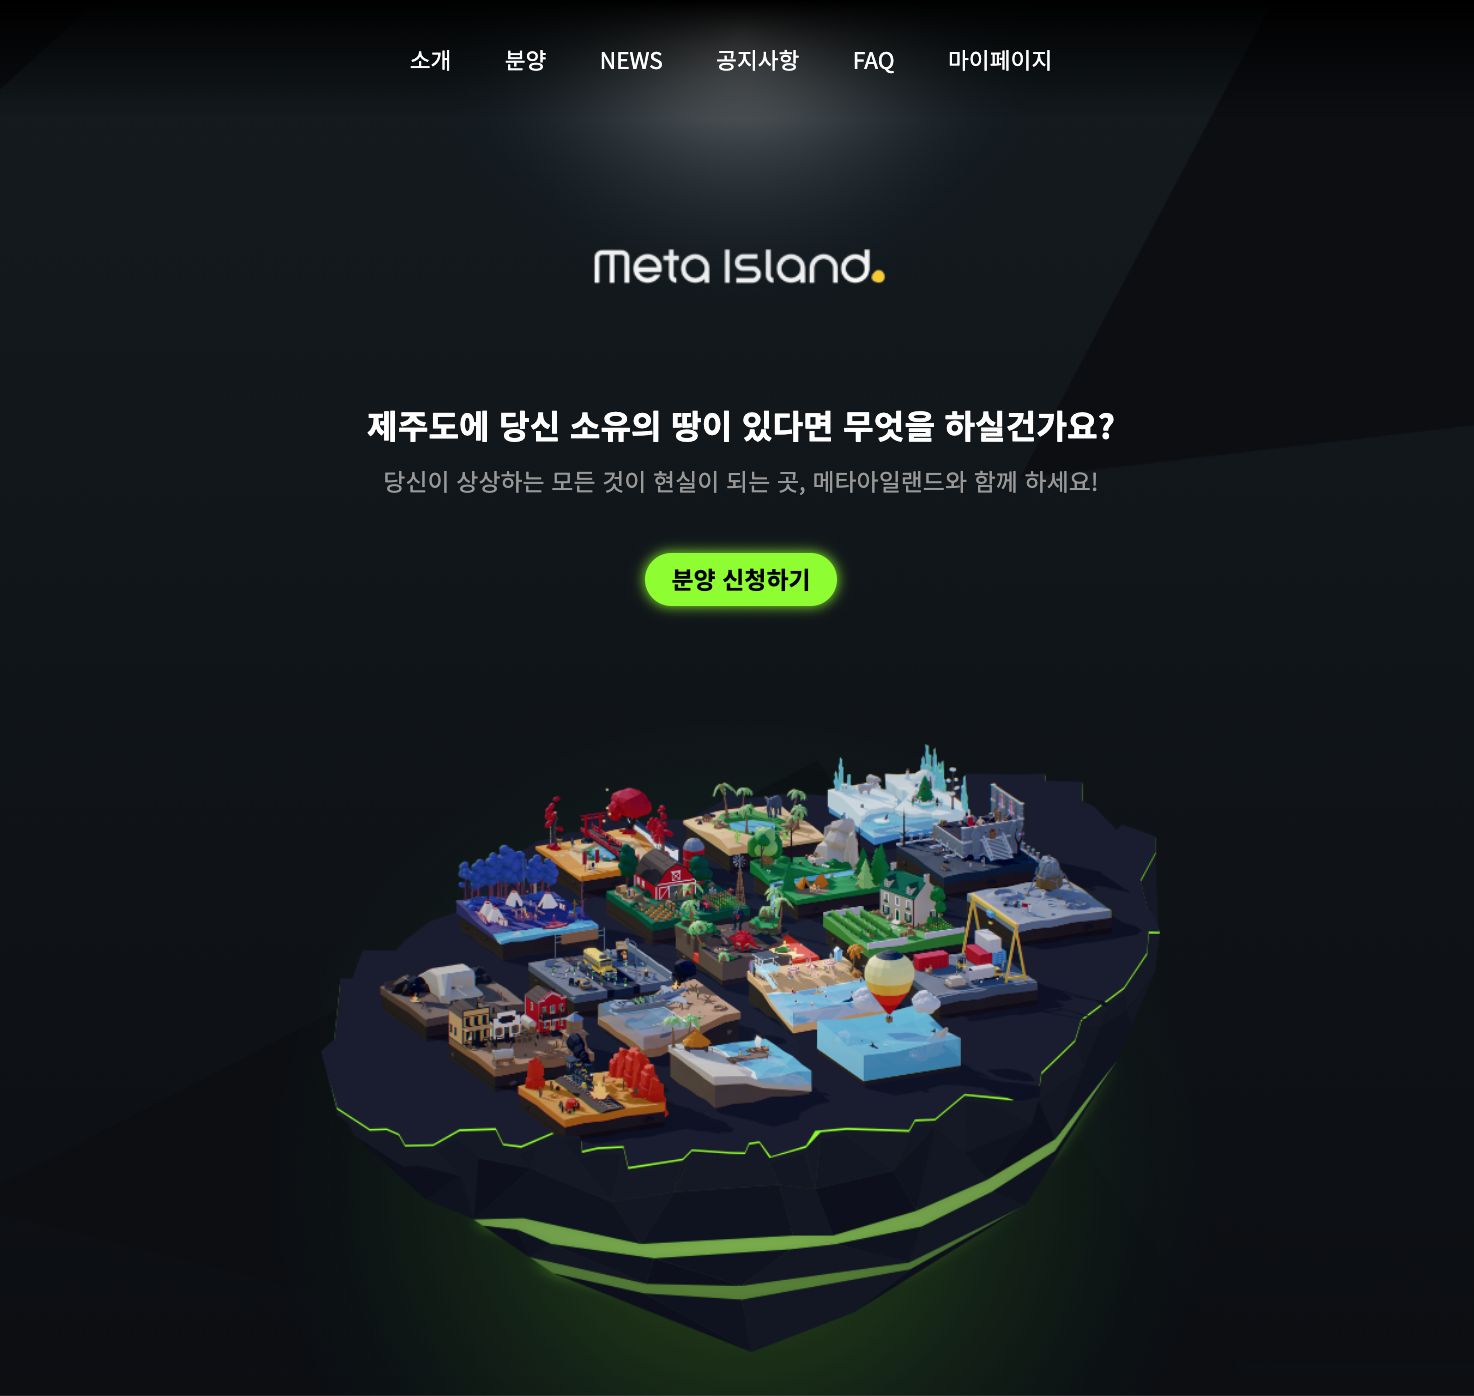 소개 분양 NEWS 공지사항 FAQ 마이페이지
Meta Island.
제주도에 당신 소유의 땅이 있다면 무엇을 하실건가요?
당신이 상상하는 모든 것이 현실이 되는 곳, 메타아일랜드와 함께 하세요!
분양 신청하기